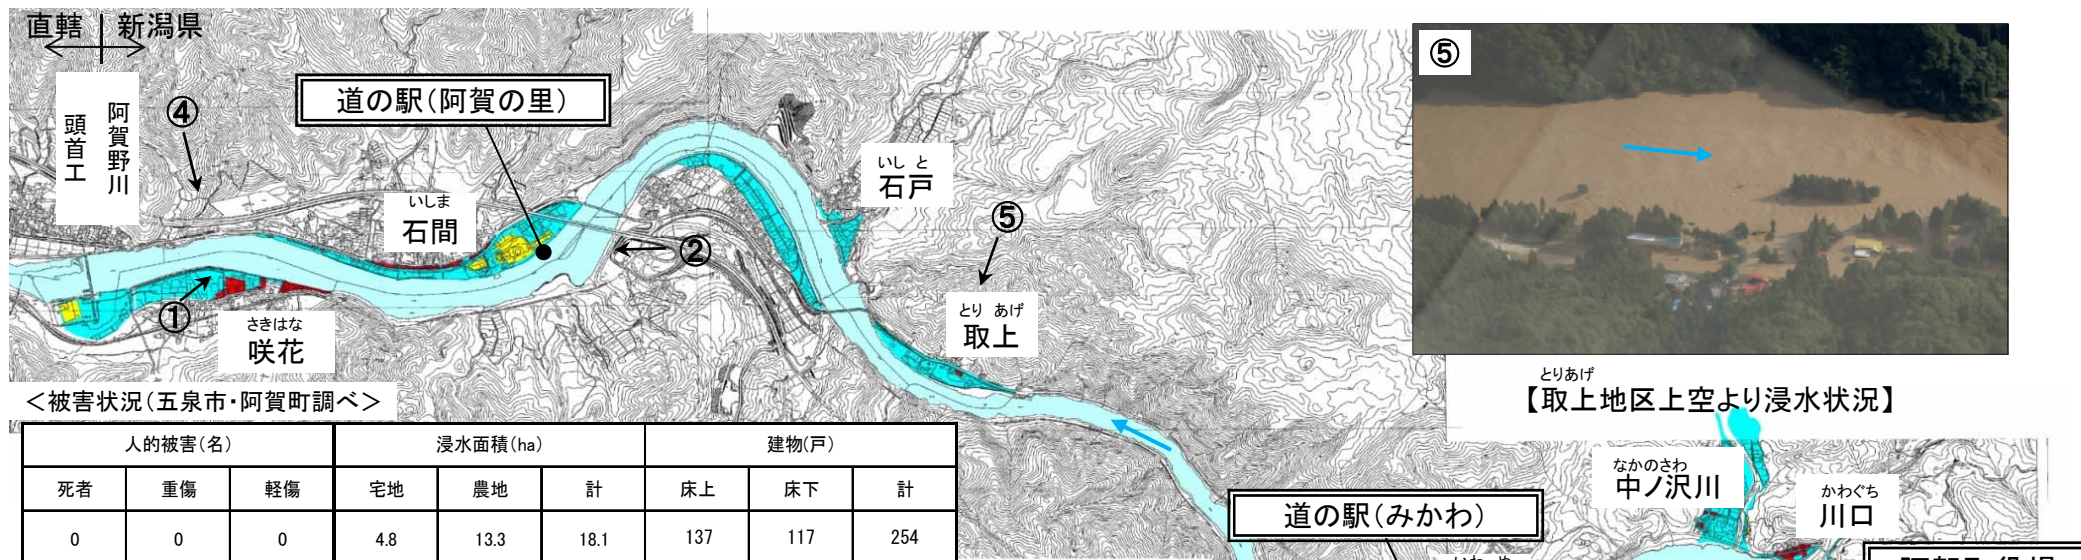 直轄 新潟県
阿賀野川
頭首工
④
道の駅(阿賀の里)
いしま
石間
①
さきはな
咲花
②
いし と
石戸
⑤
とり あげ
取上
⑤
とりあげ
【取上地区上空より浸水状況】
なかのさわ
中ノ沢川
かわぐち
川口
道の駅(みかわ)
<被害状況(五泉市・阿賀町調べ>
人的被害(名) 浸水面積(ha) 建物(戸)
死者 重傷 軽傷 宅地 農地 計 床上 床下 計
0 0 0 4.8 13.3 18.1 137 117 254